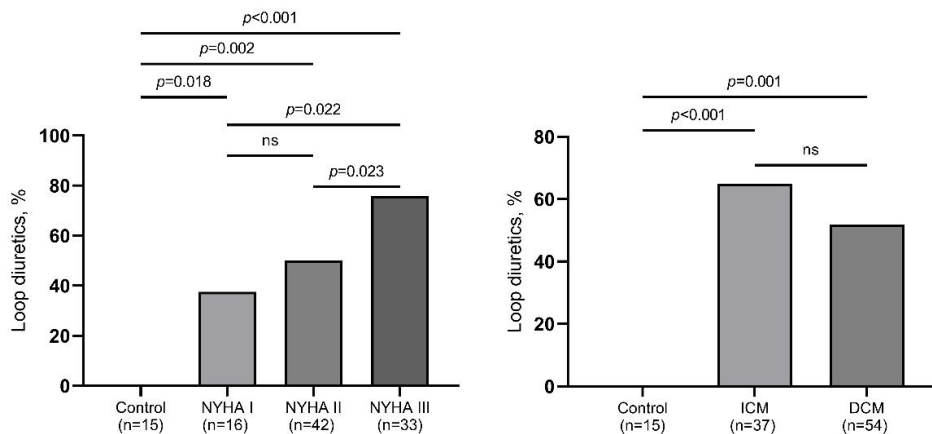 p<0.001
p=0.002
p=0.018
p=0.022
ns
p=0.023
Loop diuretics, %
100
80
60
40
20
0
Control NYHA I NYHA II NYHA III
(n=15) (n=16) (n=42) (n=33)
p=0.001
p<0.001
ns
Loop diuretics, %
80
60
40
20
0
Control ICM DCM
(n=15) (n=37) (n=54)